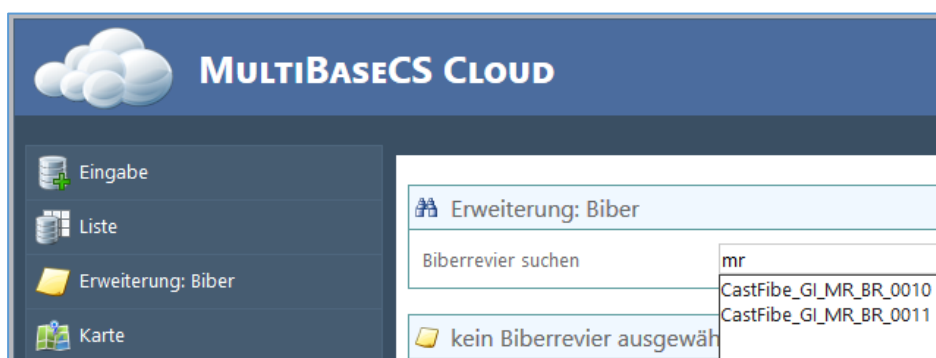 MultiBaseCS Cloud
Eingabe
Liste
Erweiterung: Biber
Karte
Erweiterung: Biber
Biberrevier suchen
mr
CastFibe_GI_MR_BR_0010
CastFibe_GI_MR_BR_0011
kein Biberrevier ausgewäh